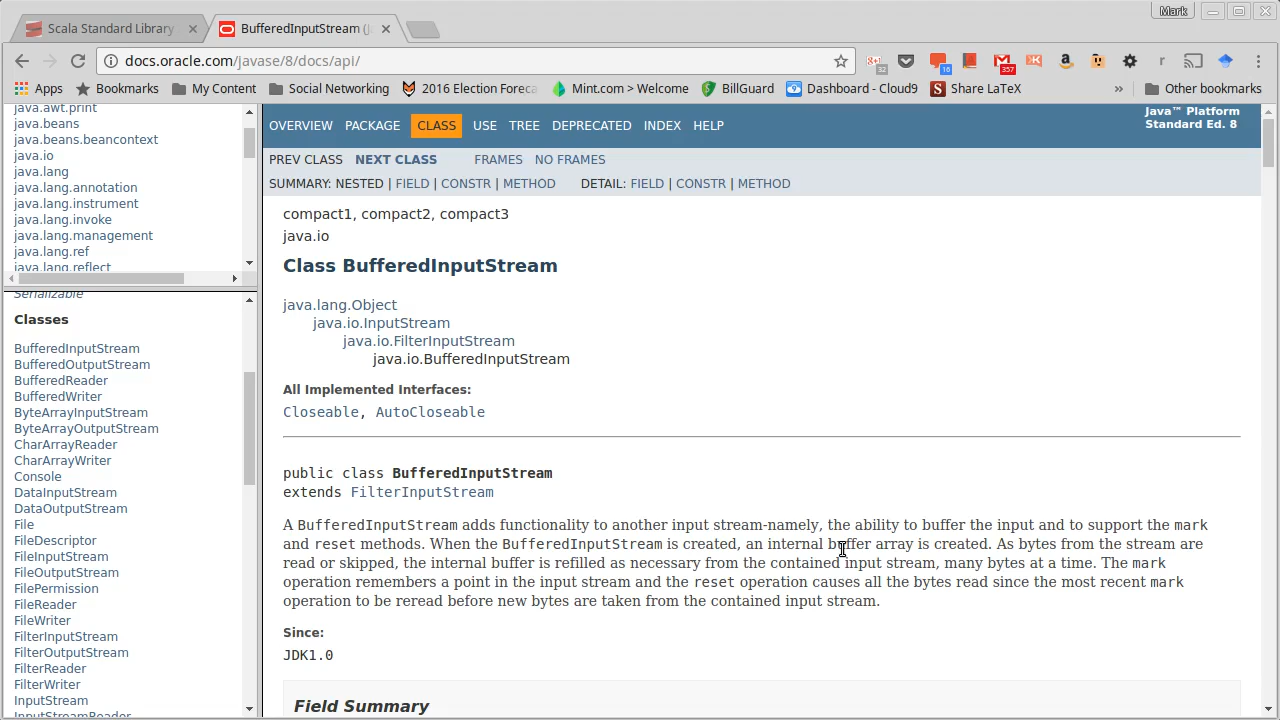 Mark
Scala Standard Library
BufferedInputStream (J
docs.oracle.com/javase/8/docs/api/
32
16
357
r
Apps
Bookmarks
My Content
Social Networking
2016 Election Foreca
Mint.com > Welcome
BillGuard
Dashboard - Cloud9
Share LaTeX
»
Other bookmarks
java.awt.print
java.beans
java.beans.beancontext
java.io
java.lang
java.lang.annotation
java.lang.instrument
java.lang.invoke
java.lang.management
java.lang.ref
java.lang.reflect
Serializable
Classes
BufferedInputStream
BufferedOutputStream
BufferedReader
BufferedWriter
ByteArrayInputStream
ByteArrayOutputStream
CharArrayReader
CharArrayWriter
Console
DataInputStream
DataOutputStream
File
FileDescriptor
FileInputStream
FileOutputStream
FilePermission
FileReader
FileWriter
FilterInputStream
FilterOutputStream
FilterReader
FilterWriter
InputStream
InputStreamReader
OVERVIEW PACKAGE CLASS USE TREE DEPRECATED INDEX HELP
Java™ Platform
Standard Ed. 8
PREV CLASS NEXT CLASS FRAMES NO FRAMES
SUMMARY: NESTED | FIELD | CONSTR | METHOD DETAIL: FIELD | CONSTR | METHOD
compact1, compact2, compact3
java.io
Class BufferedInputStream
java.lang.Object
java.io.InputStream
java.io.FilterInputStream
java.io.BufferedInputStream
All Implemented Interfaces:
Closeable, AutoCloseable
public class BufferedInputStream
extends FilterInputStream
A BufferedInputStream adds functionality to another input stream-namely, the ability to buffer the input and to support the mark
and reset methods. When the BufferedInputStream is created, an internal buffer array is created. As bytes from the stream are
read or skipped, the internal buffer is refilled as necessary from the contained input stream, many bytes at a time. The mark
operation remembers a point in the input stream and the reset operation causes all the bytes read since the most recent mark
operation to be reread before new bytes are taken from the contained input stream.
Since:
JDK1.0
Field Summary